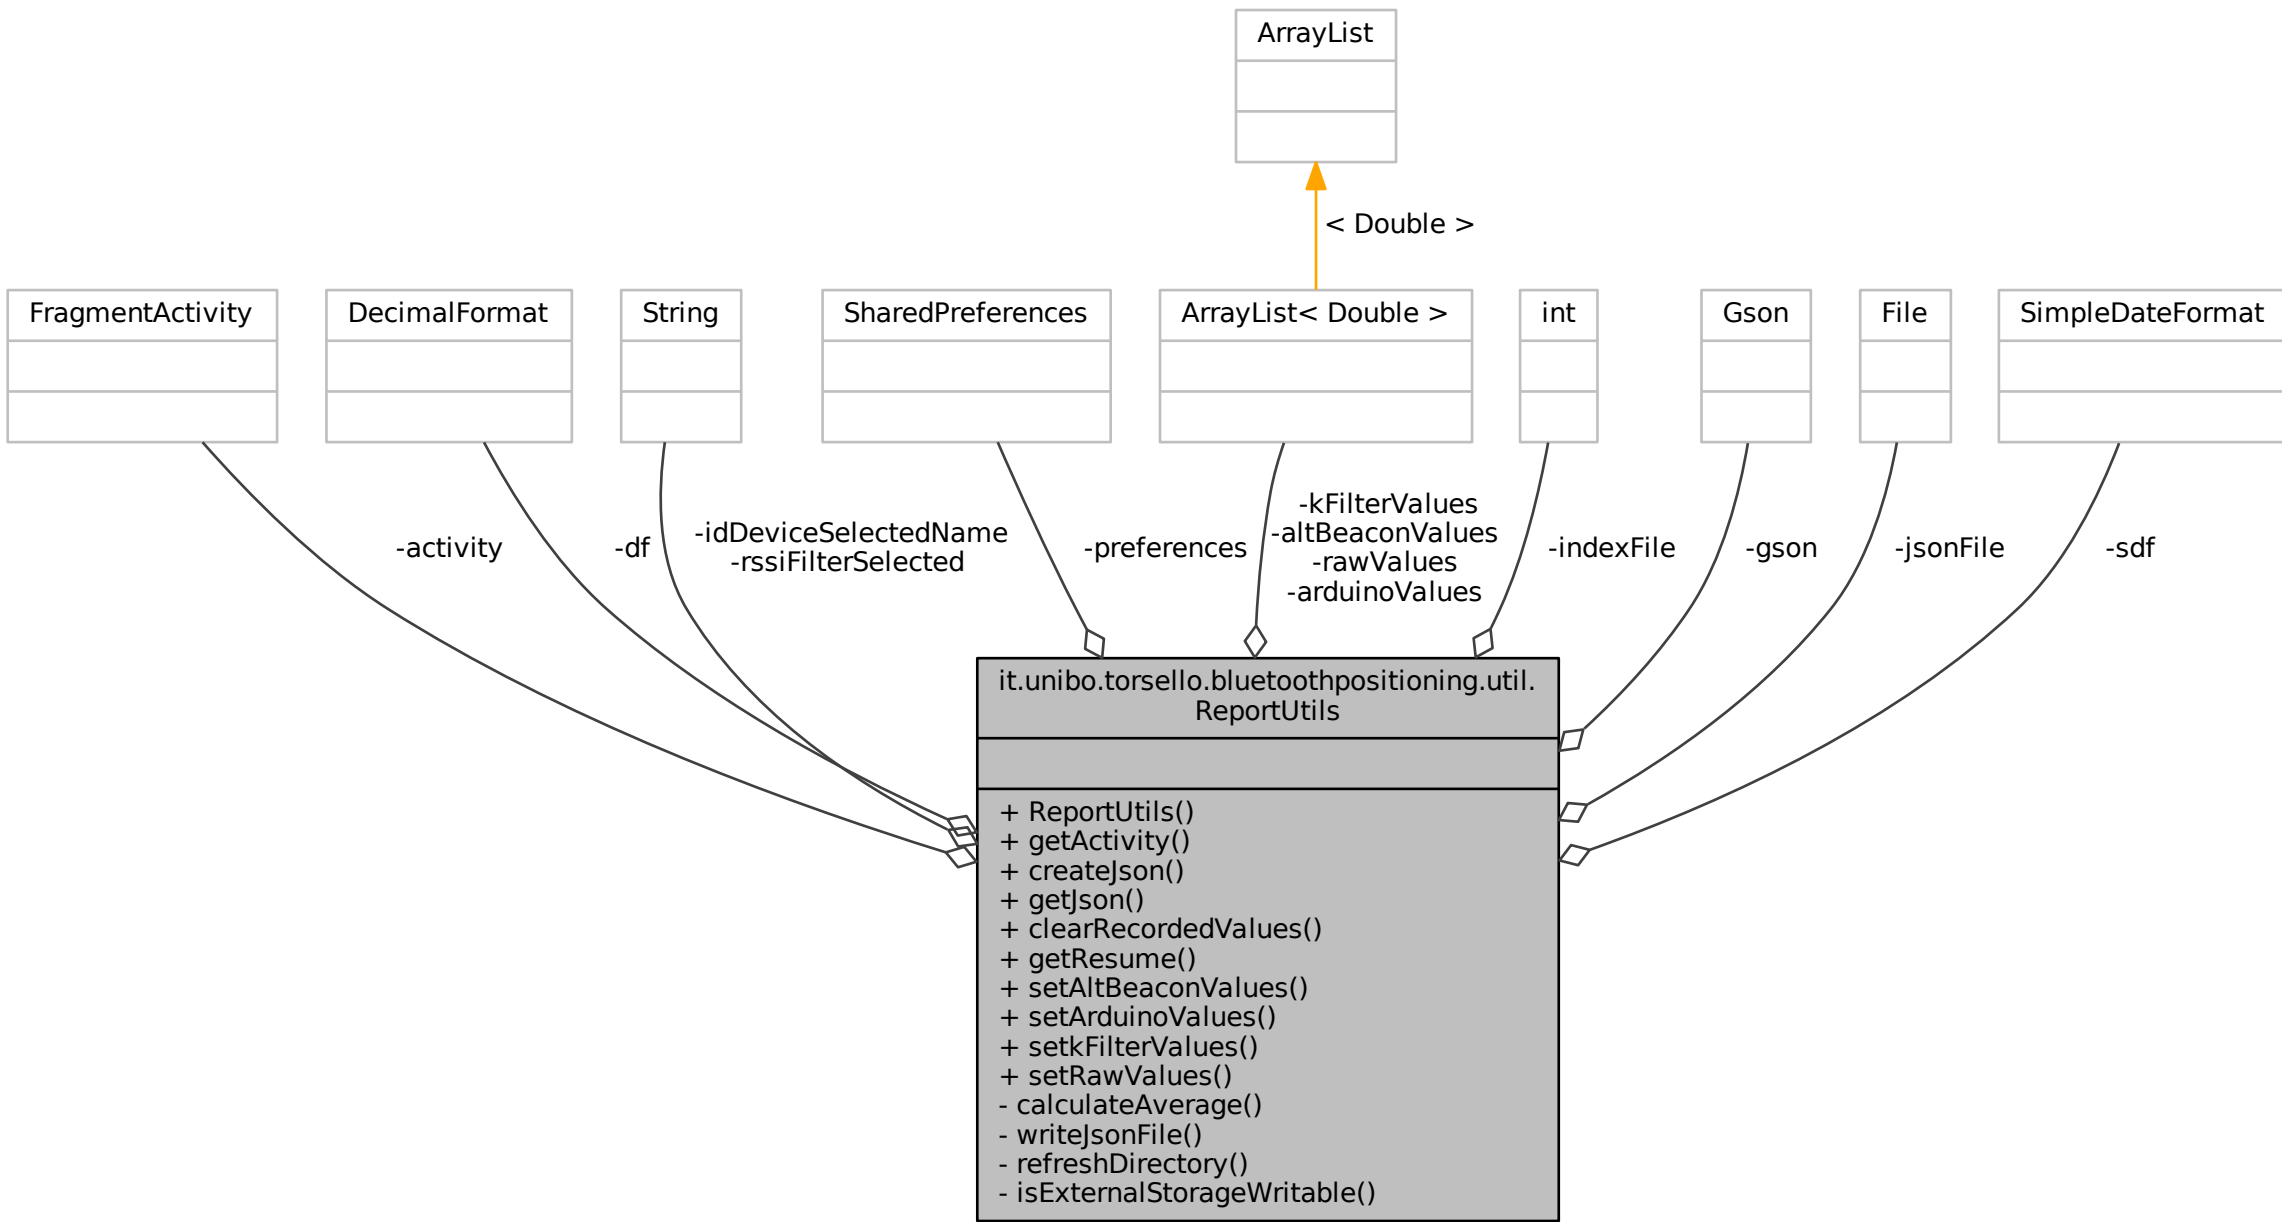 ArrayList
< Double >
FragmentActivity
DecimalFormat
String
SharedPreferences
ArrayList< Double >
int
Gson
File
SimpleDateFormat
-activity
-df
-idDeviceSelectedName
-rssiFilterSelected
-preferences
-kFilterValues
-altBeaconValues
-rawValues
-arduinoValues
-indexFile
-gson
-jsonFile
-sdf
it.unibo.torsello.bluetoothpositioning.util.
ReportUtils
+ ReportUtils()
+ getActivity()
+ createJson()
+ getJson()
+ clearRecordedValues()
+ getResume()
+ setAltBeaconValues()
+ setArduinoValues()
+ setkFilterValues()
+ setRawValues()
- calculateAverage()
- writeJsonFile()
- refreshDirectory()
- isExternalStorageWritable()